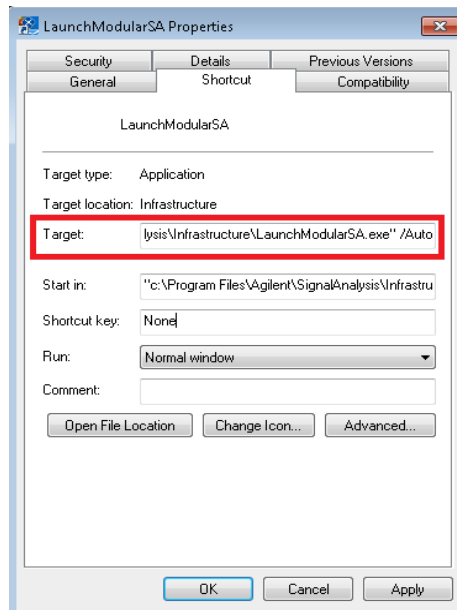 LaunchModularSA Properties
Security Details Previous Versions
General Shortcut Compatibility
LaunchModularSA
Target type: Application
Target location: Infrastructure
Target: lysis\Infrastructure\LaunchModularSA.exe" /Auto
Start in: "c:\Program Files\Agilent\SignalAnalysis\Infrastru
Shortcut key: None
Run: Normal window
Comment:
Open File Location Change Icon... Advanced...
OK Cancel Apply